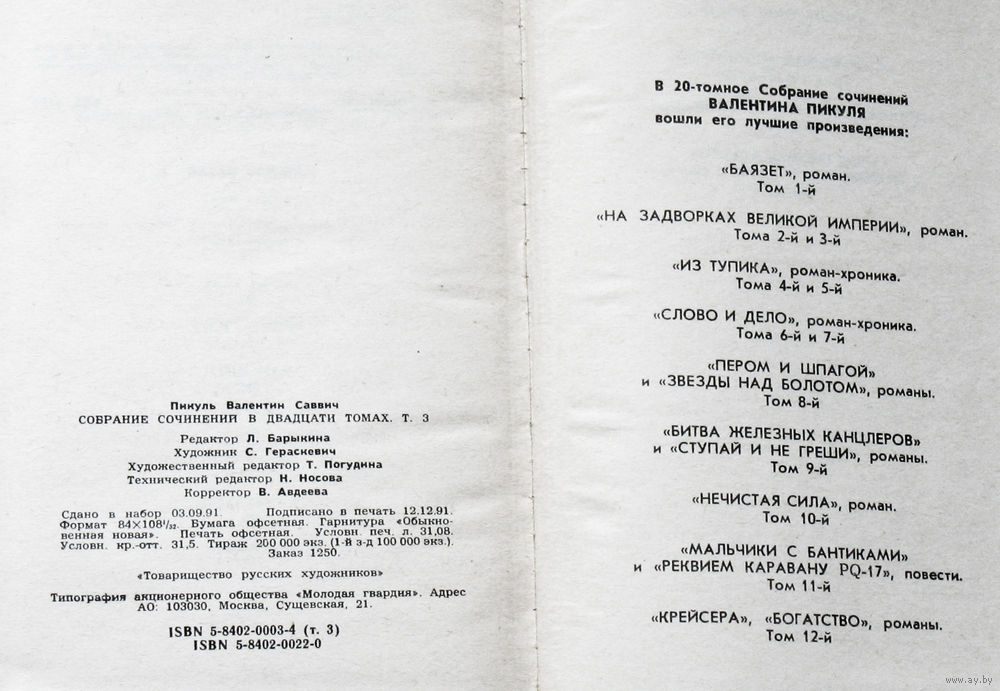 Пикуль Валентин Саввич
СОБРАНИЕ СОЧИНЕНИЙ В ДВАДЦАТИ ТОМАХ. Т. 3
Редактор Л. Барыкина
Художник С. Гераскевич
Художественный редактор Т. Погудина
Технический редактор Н. Носова
Корректор В. Авдеева
Сдано в набор 03.09.91. Подписано в печать 12.12.91.
Формат 84×108¹/₃₂. Бумага офсетная. Гарнитура «Обыкно-
венная новая». Печать офсетная. Условн. печ. л. 31,08.
Условн. кр.-отт. 31,5. Тираж 200 000 экз. (1-й з-д 100 000 экз.).
Заказ 1250.
«Товарищество русских художников»
Типография акционерного общества «Молодая гвардия». Адрес
АО: 103030, Москва, Сущевская, 21.
ISBN 5-8402-0003-4 (т. 3)
ISBN 5-8402-0022-0
В 20-томное Собрание сочинений
ВАЛЕНТИНА ПИКУЛЯ
вошли его лучшие произведения:
«БАЯЗЕТ», роман.
Том 1-й
«НА ЗАДВОРКАХ ВЕЛИКОЙ ИМПЕРИИ», роман.
Тома 2-й и 3-й
«ИЗ ТУПИКА», роман-хроника.
Тома 4-й и 5-й
«СЛОВО И ДЕЛО», роман-хроника.
Тома 6-й и 7-й
«ПЕРОМ И ШПАГОЙ»
и «ЗВЕЗДЫ НАД БОЛОТОМ», романы.
Том 8-й
«БИТВА ЖЕЛЕЗНЫХ КАНЦЛЕРОВ»
и «СТУПАЙ И НЕ ГРЕШИ», романы.
Том 9-й
«НЕЧИСТАЯ СИЛА», роман.
Том 10-й
«МАЛЬЧИКИ С БАНТИКАМИ»
и «РЕКВИЕМ КАРАВАНУ PQ-17», повести.
Том 11-й
«КРЕЙСЕРА», «БОГАТСТВО», романы.
Том 12-й
www.ay.by